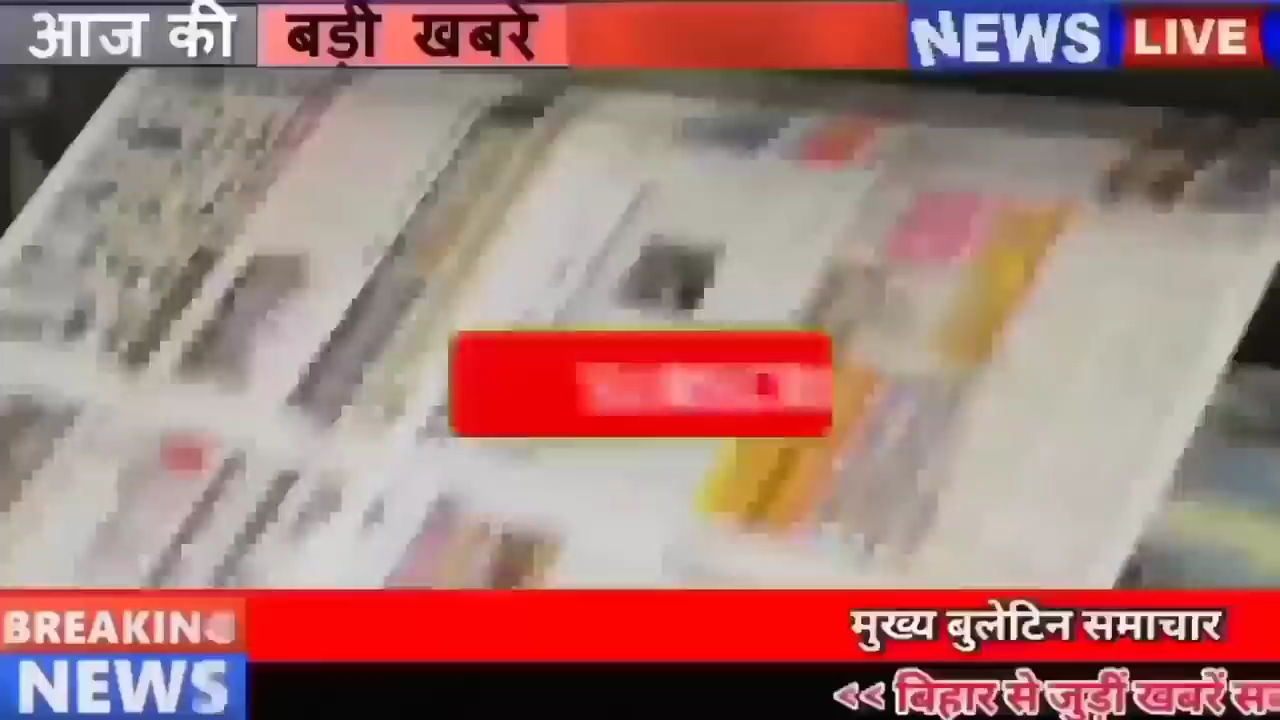 आज की बड़ी खबरे
NEWS LIVE
BREAKING
NEWS
मुख्य बुलेटिन समाचार
<< बिहार से जुड़ीं खबरें